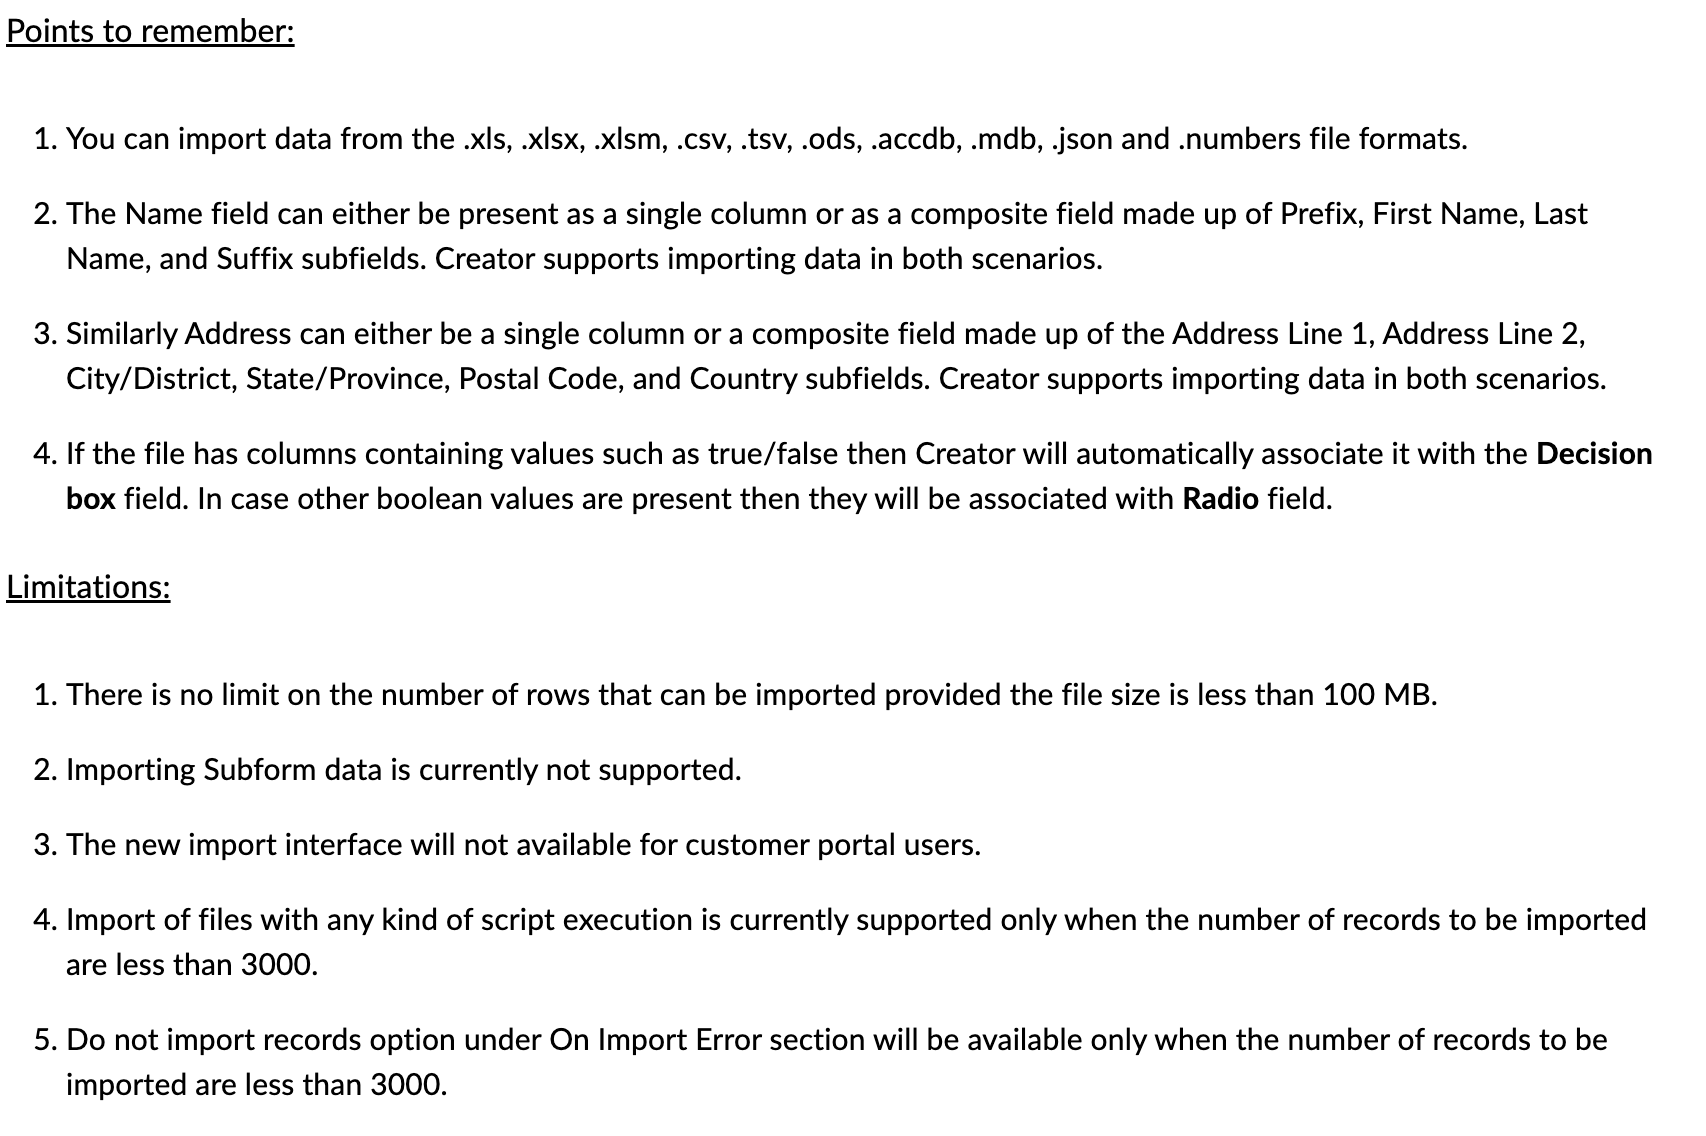 Points to remember:
1. You can import data from the .xls, .xlsx, .xlsm, .csv, .tsv, .ods, .accdb, .mdb, .json and .numbers file formats.
2. The Name field can either be present as a single column or as a composite field made up of Prefix, First Name, Last
Name, and Suffix subfields. Creator supports importing data in both scenarios.
3. Similarly Address can either be a single column or a composite field made up of the Address Line 1, Address Line 2,
City/District, State/Province, Postal Code, and Country subfields. Creator supports importing data in both scenarios.
4. If the file has columns containing values such as true/false then Creator will automatically associate it with the Decision
box field. In case other boolean values are present then they will be associated with Radio field.
Limitations:
1. There is no limit on the number of rows that can be imported provided the file size is less than 100 MB.
2. Importing Subform data is currently not supported.
3. The new import interface will not available for customer portal users.
4. Import of files with any kind of script execution is currently supported only when the number of records to be imported
are less than 3000.
5. Do not import records option under On Import Error section will be available only when the number of records to be
imported are less than 3000.